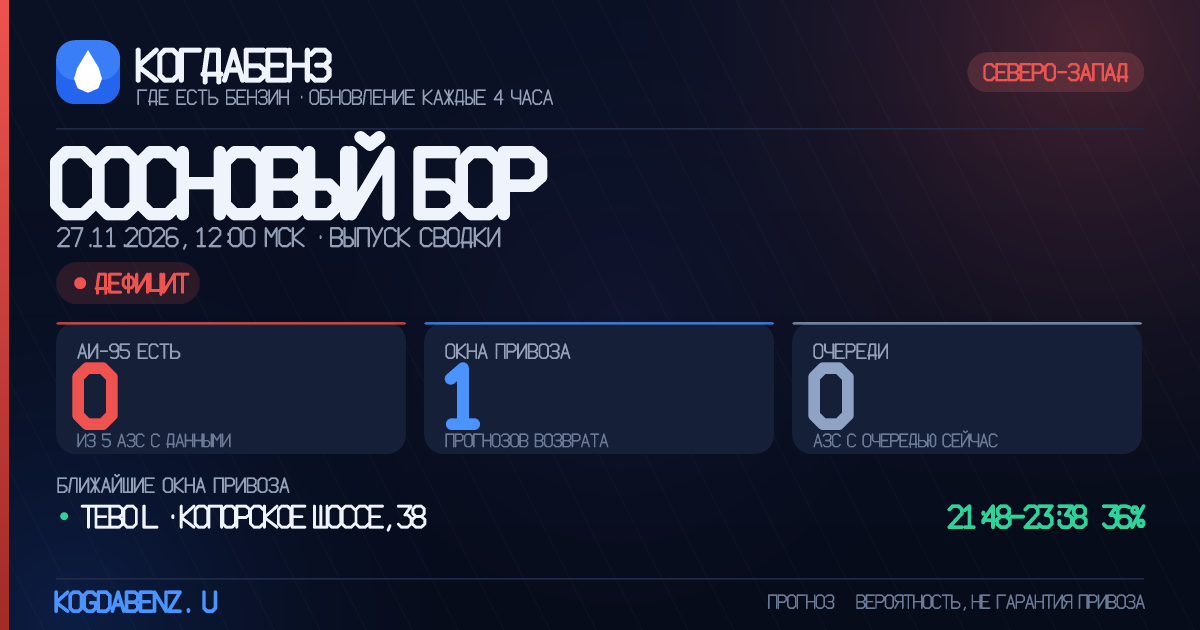 КОГДАБЕНЗ
ГДЕ ЕСТЬ БЕНЗИН · ОБНОВЛЕНИЕ КАЖДЫЕ 4 ЧАСА
СЕВЕРО-ЗАПАД
СОСНОВЫЙ БОР
27.11 2026, 12:00 МСК · ВЫПУСК СВОДКИ
• ДЕФИЦИТ
АИ-95 ЕСТЬ
0
ИЗ 5 АЗС С ДАННЫМИ
ОКНА ПРИВОЗА
1
ПРОГНОЗОВ ВОЗВРАТА
ОЧЕРЕДИ
0
АЗС С ОЧЕРЕДЬЮ СЕЙЧАС
БЛИЖАЙШИЕ ОКНА ПРИВОЗА
• TEBO L · КОПОРСКОЕ ШОССЕ, 38
21:48–23:38 36%
KOGDABENZ. U
ПРОГНОЗ ВЕРОЯТНОСТЬ, НЕ ГАРАНТИЯ ПРИВОЗА